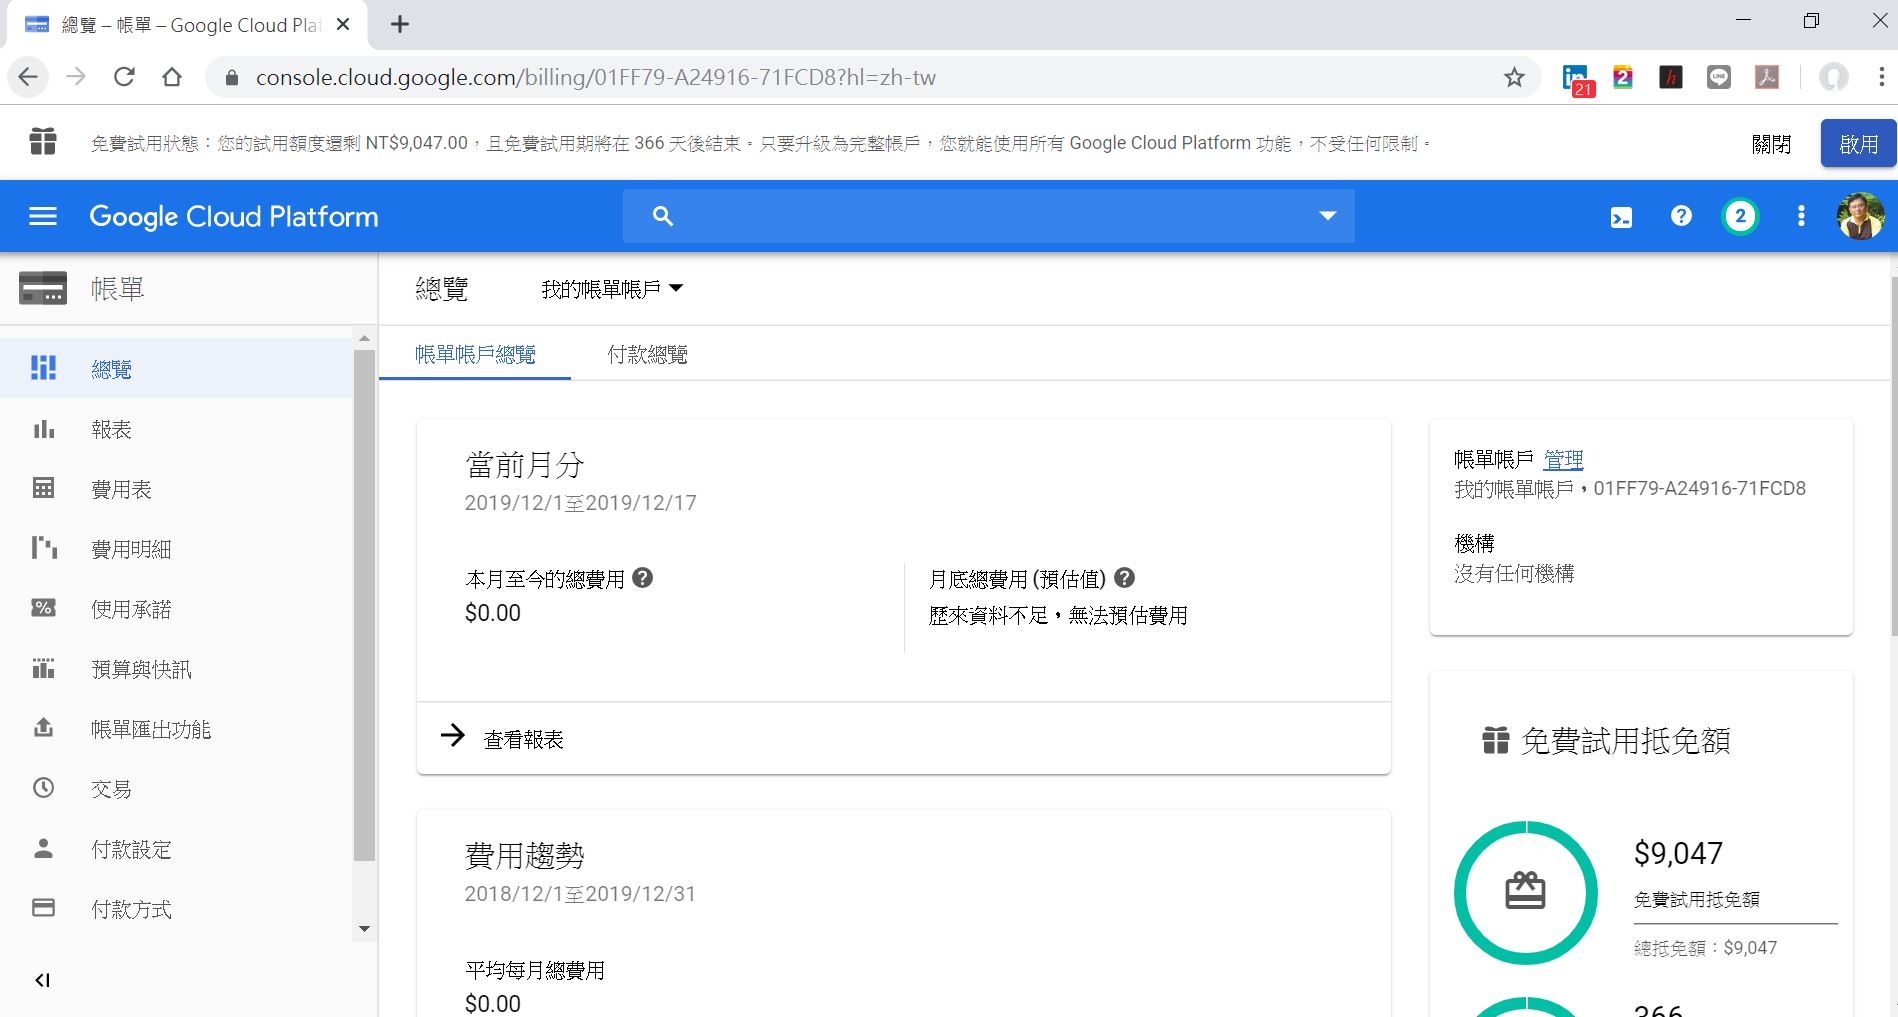 總覽 – 帳單 – Google Cloud Plat
console.cloud.google.com/billing/01FF79-A24916-71FCD8?hl=zh-tw
21
2
h
LINE
免費試用狀態：您的試用額度還剩 NT$9,047.00，且免費試用期將在 366 天後結束。只要升級為完整帳戶，您就能使用所有 Google Cloud Platform 功能，不受任何限制。
關閉
啟用
Google Cloud Platform
2
帳單
總覽
我的帳單帳戶
總覽
報表
費用表
費用明細
使用承諾
預算與快訊
帳單匯出功能
交易
付款設定
付款方式
帳單帳戶總覽
付款總覽
當前月分
2019/12/1至2019/12/17
本月至今的總費用
$0.00
月底總費用 (預估值)
歷來資料不足，無法預估費用
查看報表
費用趨勢
2018/12/1至2019/12/31
平均每月總費用
$0.00
帳單帳戶 管理
我的帳單帳戶，01FF79-A24916-71FCD8
機構
沒有任何機構
免費試用抵免額
$9,047
免費試用抵免額
總抵免額：$9,047
366